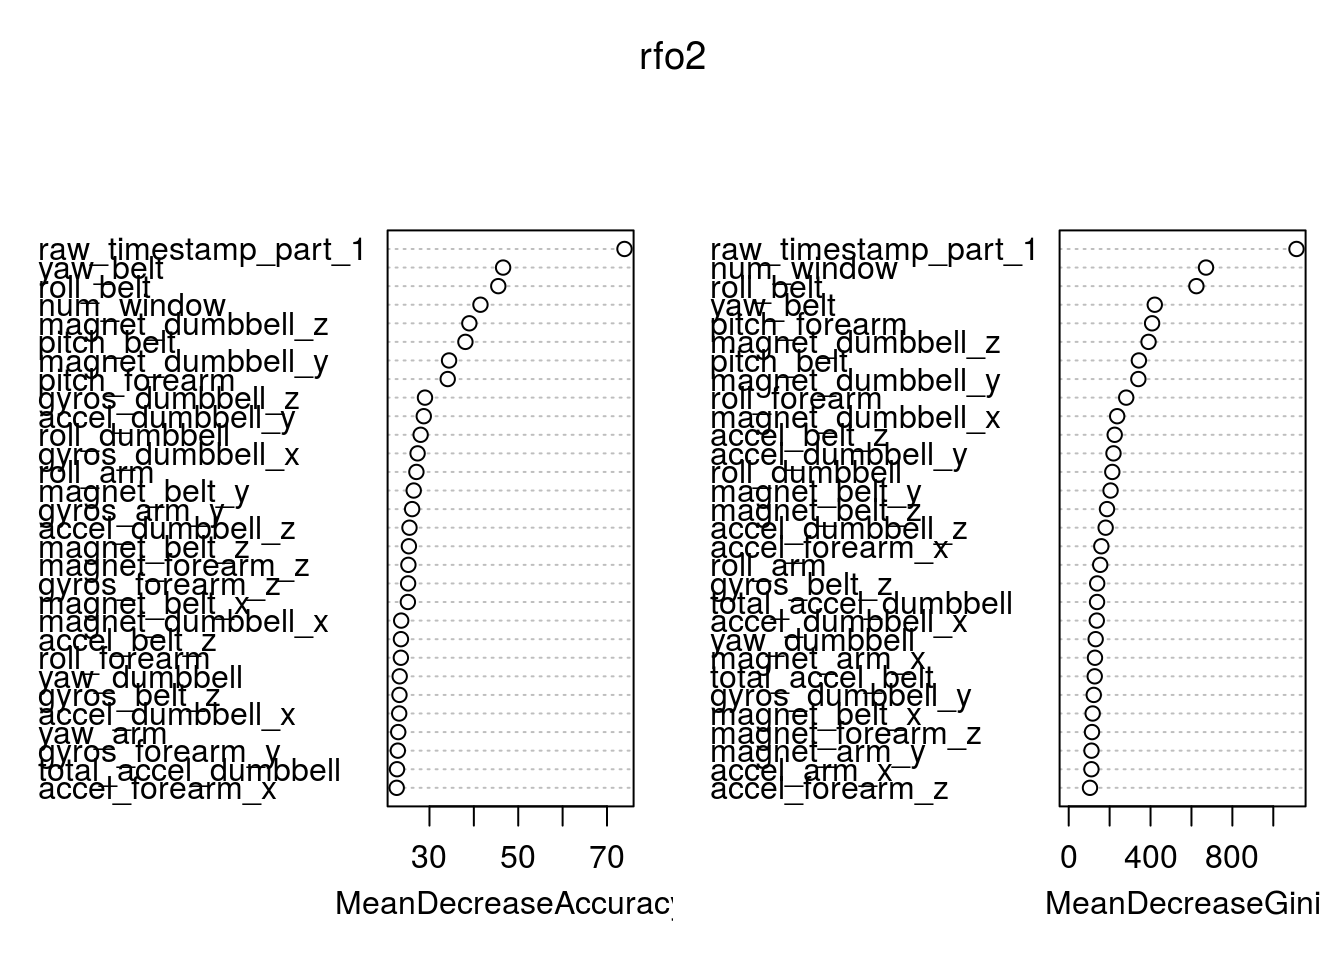 rfo2
raw_timestamp_part_1
yaw_belt
roll_belt
num_window
magnet_dumbbell_z
pitch_belt
magnet_dumbbell_y
pitch_forearm
gyros_dumbbell_z
accel_dumbbell_y
roll_dumbbell
gyros_dumbbell_x
roll_arm
magnet_belt_y
gyros_arm_y
accel_dumbbell_z
magnet_belt_z
magnet_forearm_z
gyros_forearm_z
magnet_belt_x
magnet_dumbbell_x
accel_belt_z
roll_forearm
yaw_dumbbell
gyros_belt_z
accel_dumbbell_x
yaw_arm
gyros_forearm_y
total_accel_dumbbell
accel_forearm_x
30 50 70
MeanDecreaseAccuracy
raw_timestamp_part_1
num_window
roll_belt
yaw_belt
pitch_forearm
magnet_dumbbell_z
pitch_belt
magnet_dumbbell_y
roll_forearm
magnet_dumbbell_x
accel_belt_z
accel_dumbbell_y
roll_dumbbell
magnet_belt_y
magnet_belt_z
accel_dumbbell_z
accel_forearm_x
roll_arm
gyros_belt_z
total_accel_dumbbell
accel_dumbbell_x
yaw_dumbbell
magnet_arm_x
total_accel_belt
gyros_dumbbell_y
magnet_belt_x
magnet_forearm_z
magnet_arm_y
accel_arm_x
accel_forearm_z
0 400 800
MeanDecreaseGini